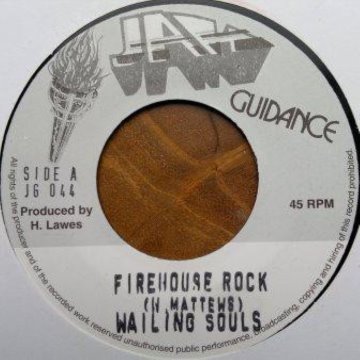 JAH
GUIDANCE
SIDE A
JG 044
Produced by
H. Lawes
45 RPM
FIREHOUSE ROCK
(H. MATTEWS)
WAILING SOULS
All rights of the producer and of the owner of the recorded work reserved unauthorised public performance, broadcasting, copying and hiring of this record prohibited.